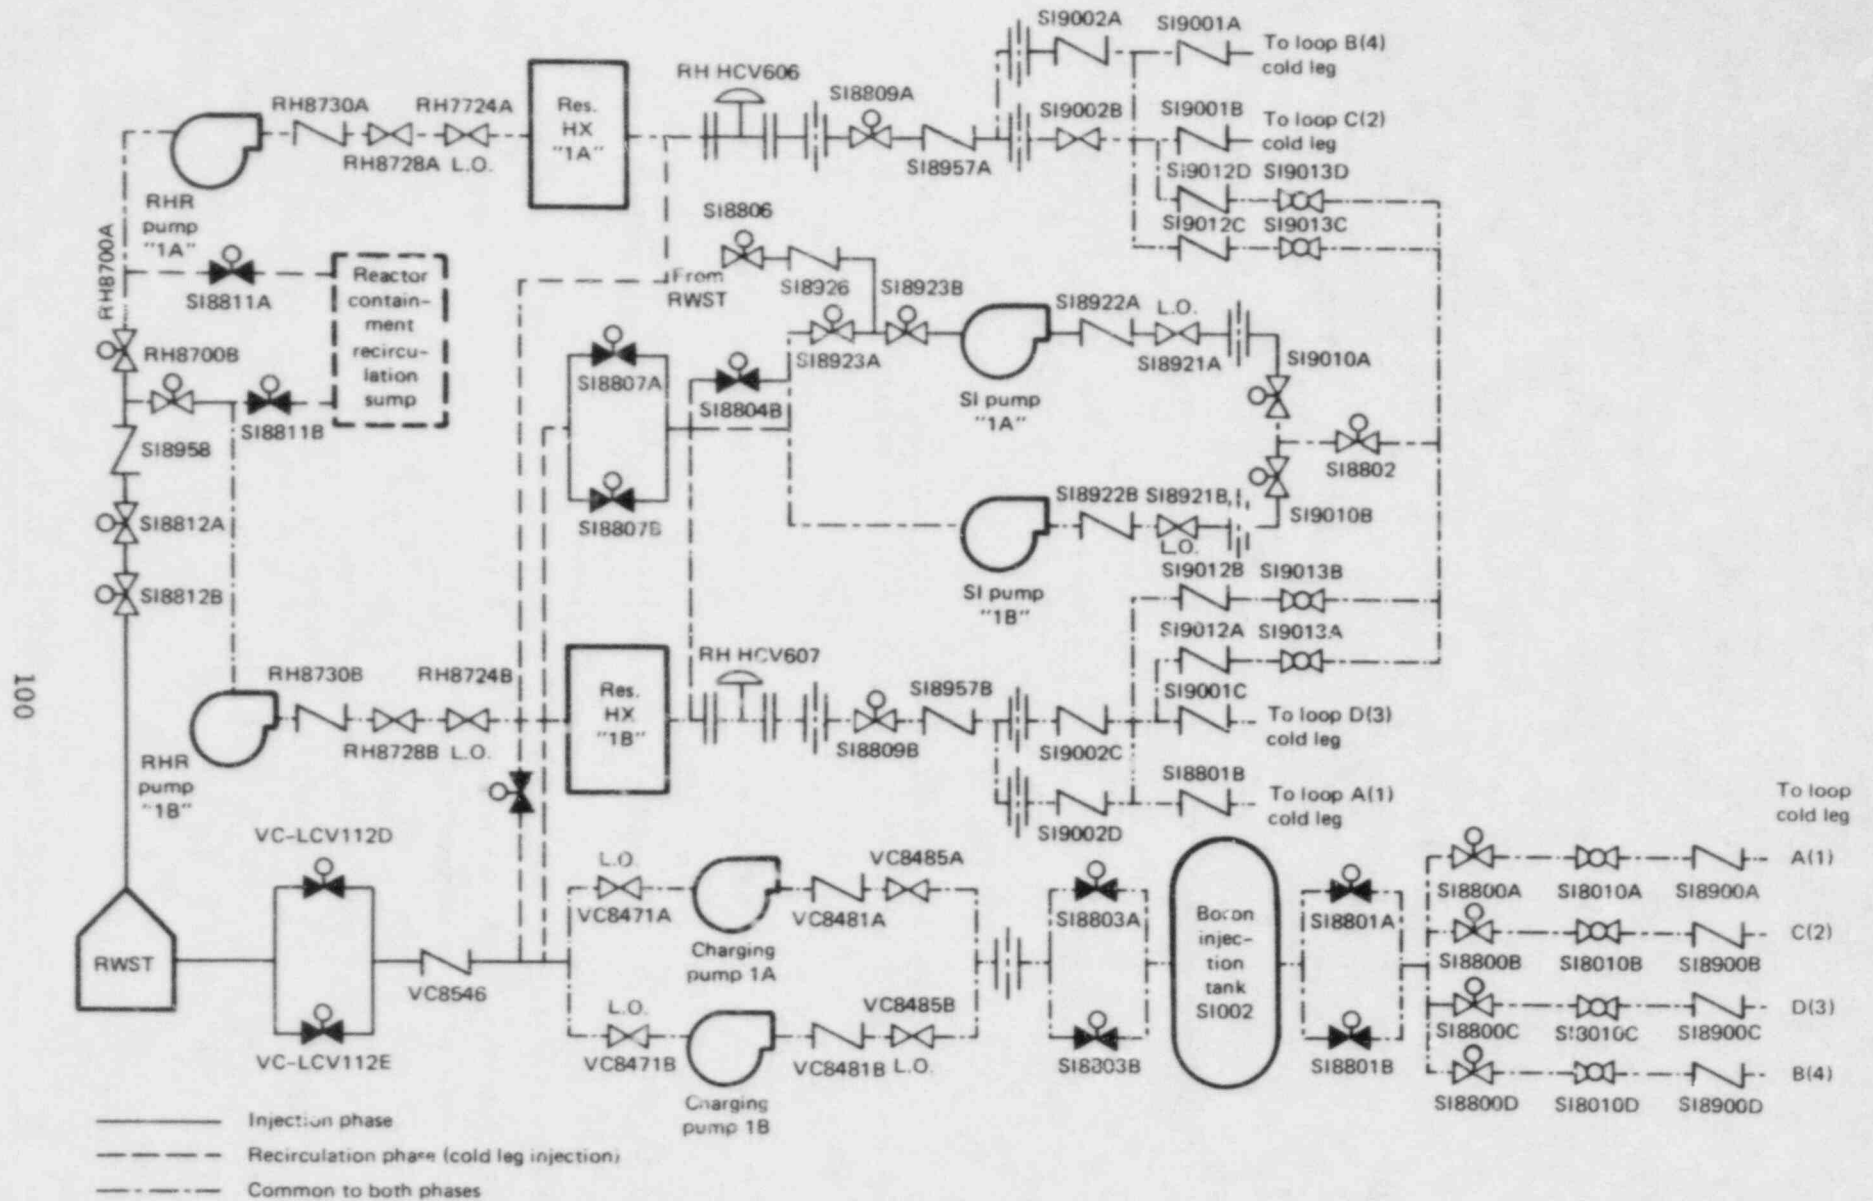 SI9002A
SI9001A
To loop B(4)
cold leg
RH HCV606
SI8809A
SI9002B
SI9001B
To loop C(2)
cold leg
RH8730A
RH7724A
Res.
HX
"1A"
RH8728A
L.O.
SI8957A
SI9012D
SI9013D
RHR
pump
"1A"
SI8806
SI9012C
SI9013C
RH8700A
SI8811A
Reactor
contain-
ment
recircu-
lation
sump
From
RWST
SI8926
SI8923B
SI8922A
L.O.
SI8921A
RH8700B
SI8807A
SI8923A
SI9010A
SI8811B
SI8804B
SI pump
"1A"
SI8802
SI8958
SI8807B
SI8922B
SI8921B
L.O.
SI9010B
SI8812A
SI8812B
SI pump
"1B"
SI9012B
SI9013B
SI9012A
SI9013A
100
RH8730B
RH8724B
Res.
HX
"1B"
RH HCV607
SI8957B
SI9001C
To loop D(3)
cold leg
RHR
pump
"1B"
RH8728B
L.O.
SI8809B
SI9002C
SI8801B
To loop A(1)
cold leg
To loop
cold leg
SI9002D
VC-LCV112D
L.O.
VC8471A
VC8485A
VC8481A
SI8803A
Boron
injec-
tion
tank
SI002
SI8801A
SI8800A
SI8010A
SI8900A
A(1)
Charging
pump 1A
RWST
VC8546
SI8800B
SI8010B
SI8900B
C(2)
L.O.
VC8471B
VC8485B
VC8481B
L.O.
SI8803B
SI8801B
SI8800C
SI8010C
SI8900C
D(3)
VC-LCV112E
SI8800D
SI8010D
SI8900D
B(4)
Charging
pump 1B
Injection phase
Recirculation phase (cold leg injection)
Common to both phases